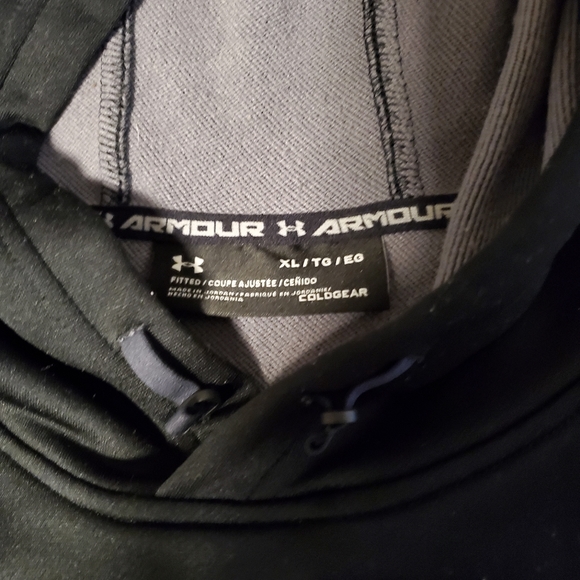 ARMOUR ARMOUR
XL / TG / EG
FITTED / COUPE AJUSTÉE / CEÑIDO
MADE IN JORDAN / FABRIQUÉ EN JORDANIE /
HECHO EN JORDANIA
COLDGEAR